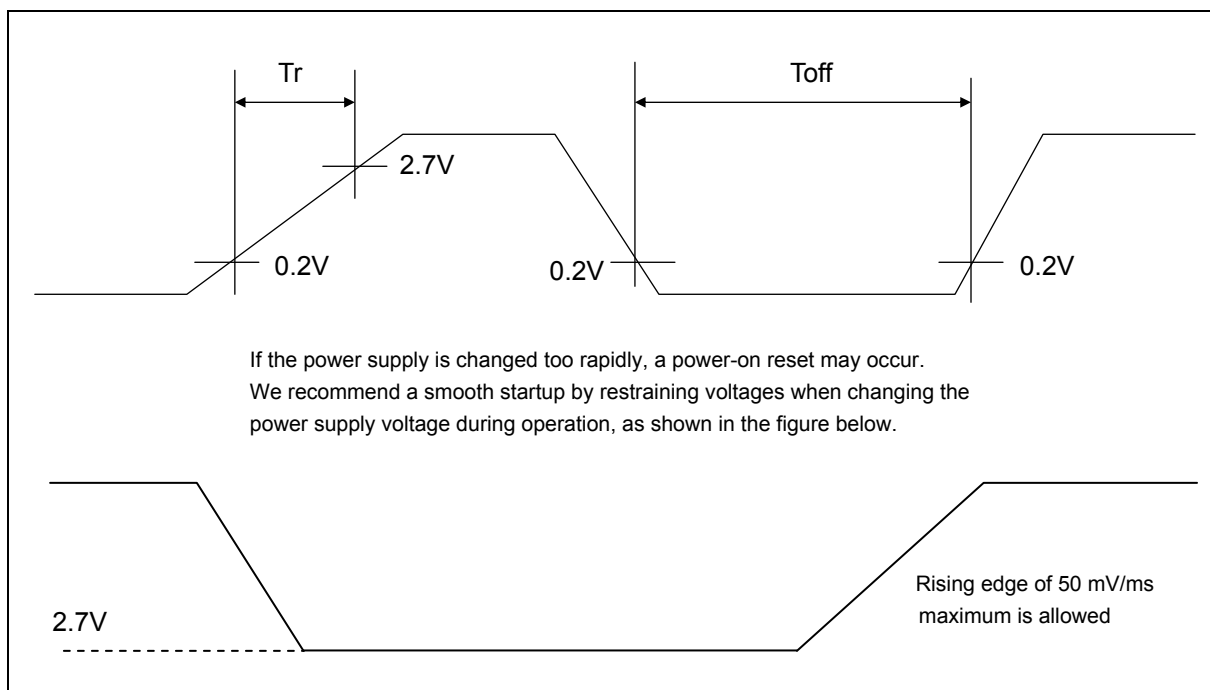 Tr
Toff
2.7V
0.2V
0.2V
0.2V
If the power supply is changed too rapidly, a power-on reset may occur.
We recommend a smooth startup by restraining voltages when changing the
power supply voltage during operation, as shown in the figure below.
Rising edge of 50 mV/ms
maximum is allowed
2.7V